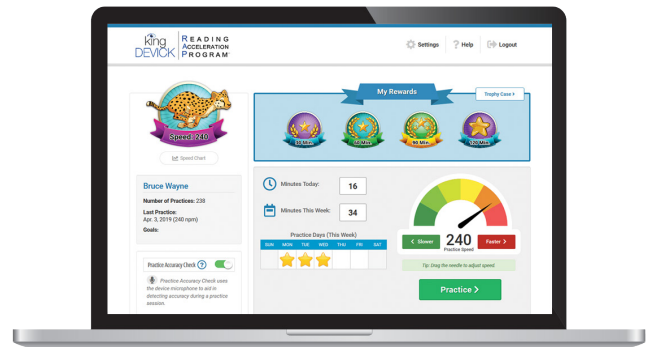 king
DEVICK
READING
ACCELERATION
PROGRAM
Settings
? Help
Logout
Speed: 240
Speed Chart
My Rewards
Trophy Case >
30 Min
60 Min
90 Min
120 Min
Bruce Wayne
Number of Practices: 238
Last Practice:
Apr. 3, 2019 (240 npm)
Goals:
Practice Accuracy Check ?
Practice Accuracy Check uses
the device microphone to aid in
detecting accuracy during a practice
session.
Minutes Today: 16
Minutes This Week: 34
Practice Days (This Week)
SUN MON TUE WED THU FRI SAT
< Slower
240
Practice Speed
Faster >
Tip: Drag the needle to adjust speed.
Practice >